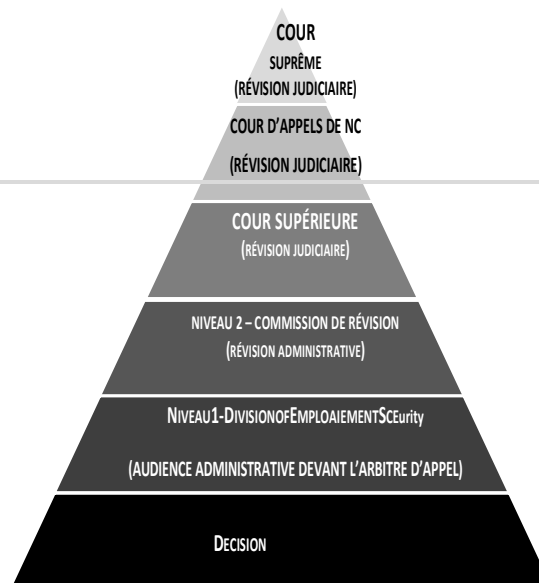 COUR
SUPRÊME
(RÉVISION JUDICIAIRE)
COUR D'APPELS DE NC
(RÉVISION JUDICIAIRE)
COUR SUPÉRIEURE
(RÉVISION JUDICIAIRE)
NIVEAU 2 – COMMISSION DE RÉVISION
(RÉVISION ADMINISTRATIVE)
NIVEAU1-DIVISIONOFEMPLOAIEMENTSCEurity
(AUDIENCE ADMINISTRATIVE DEVANT L'ARBITRE D'APPEL)
DECISION